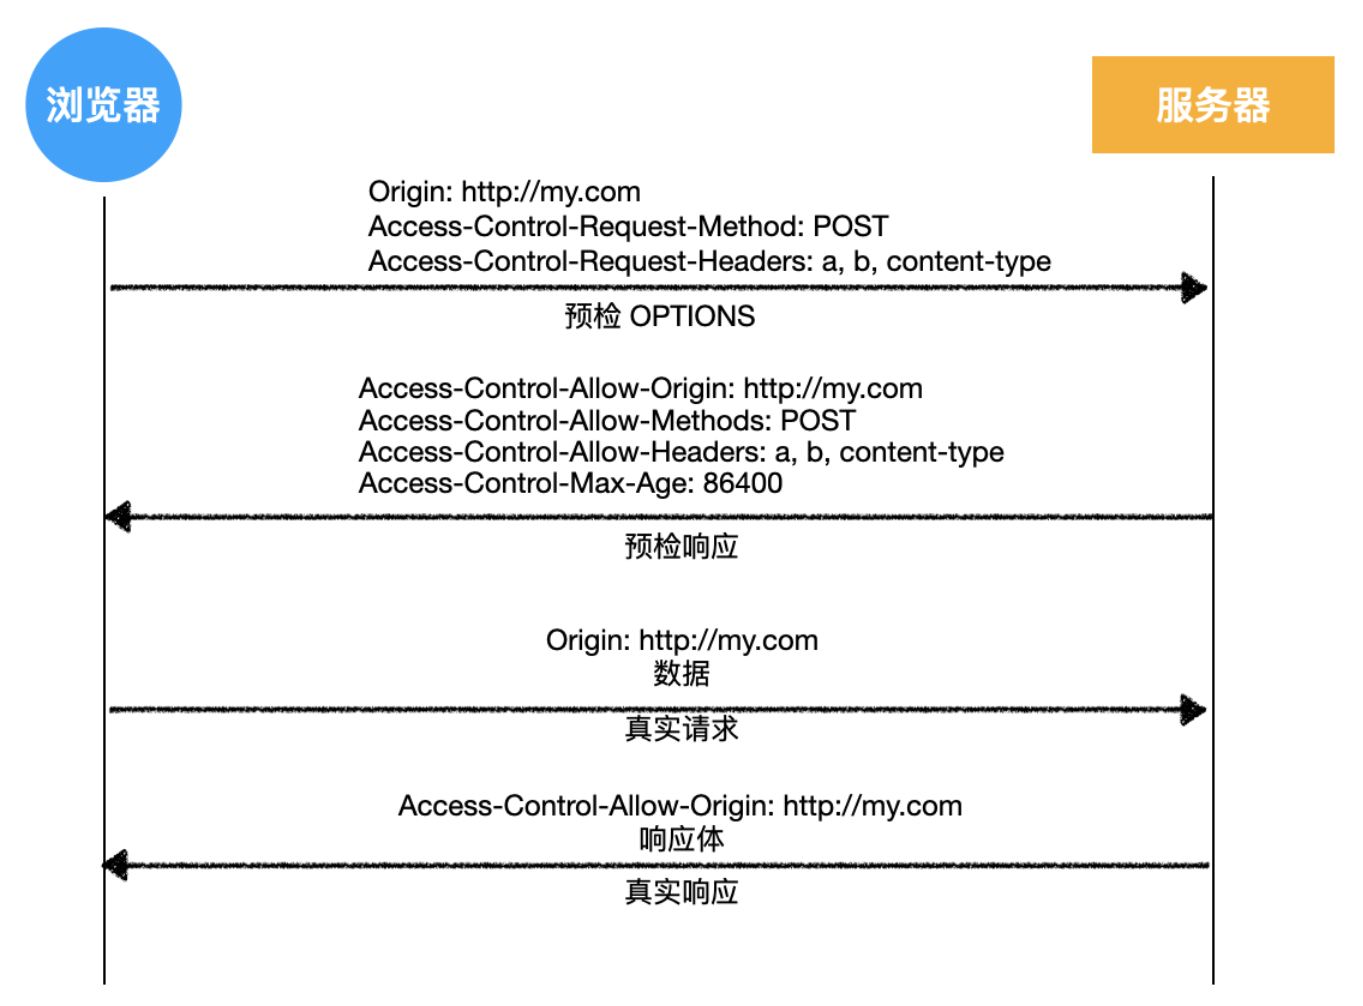 浏览器
服务器
Origin: http://my.com
Access-Control-Request-Method: POST
Access-Control-Request-Headers: a, b, content-type
预检 OPTIONS
Access-Control-Allow-Origin: http://my.com
Access-Control-Allow-Methods: POST
Access-Control-Allow-Headers: a, b, content-type
Access-Control-Max-Age: 86400
预检响应
Origin: http://my.com
数据
真实请求
Access-Control-Allow-Origin: http://my.com
响应体
真实响应